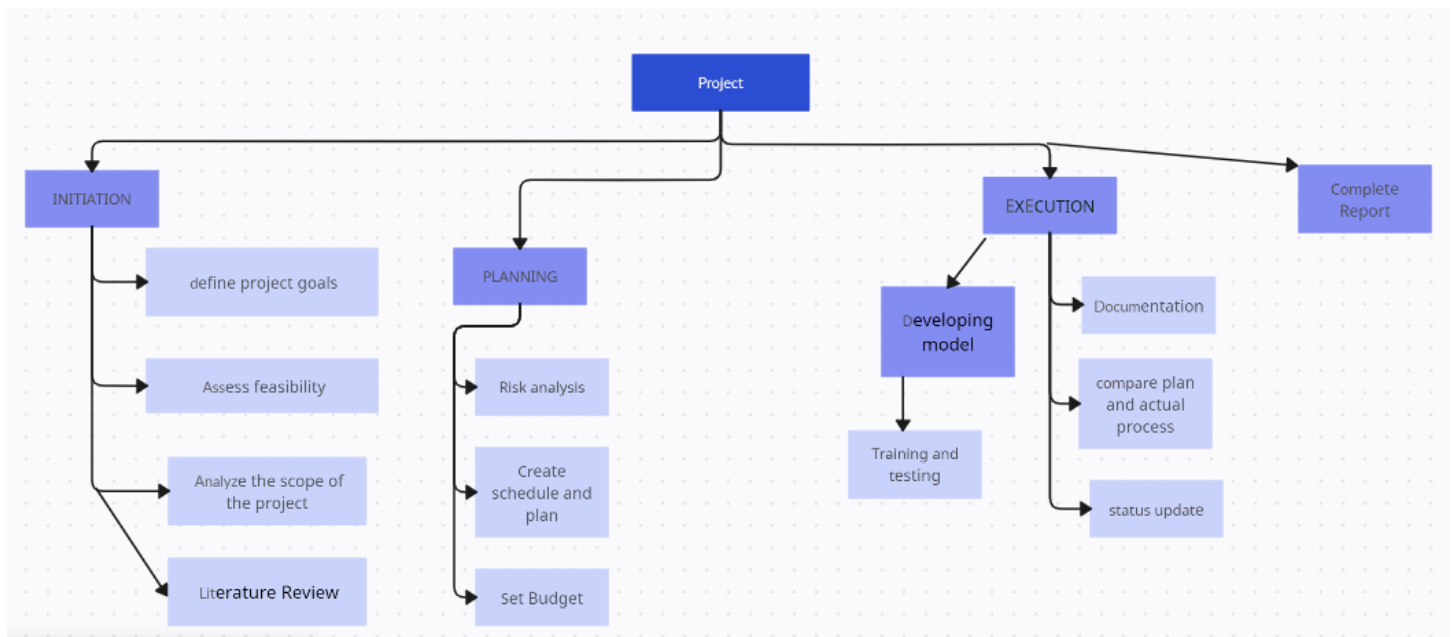 Project
INITIATION
define project goals
Assess feasibility
Analyze the scope of
the project
Literature Review
PLANNING
Risk analysis
Create
schedule and
plan
Set Budget
EXECUTION
Developing
model
Training and
testing
Documentation
compare plan
and actual
process
status update
Complete
Report